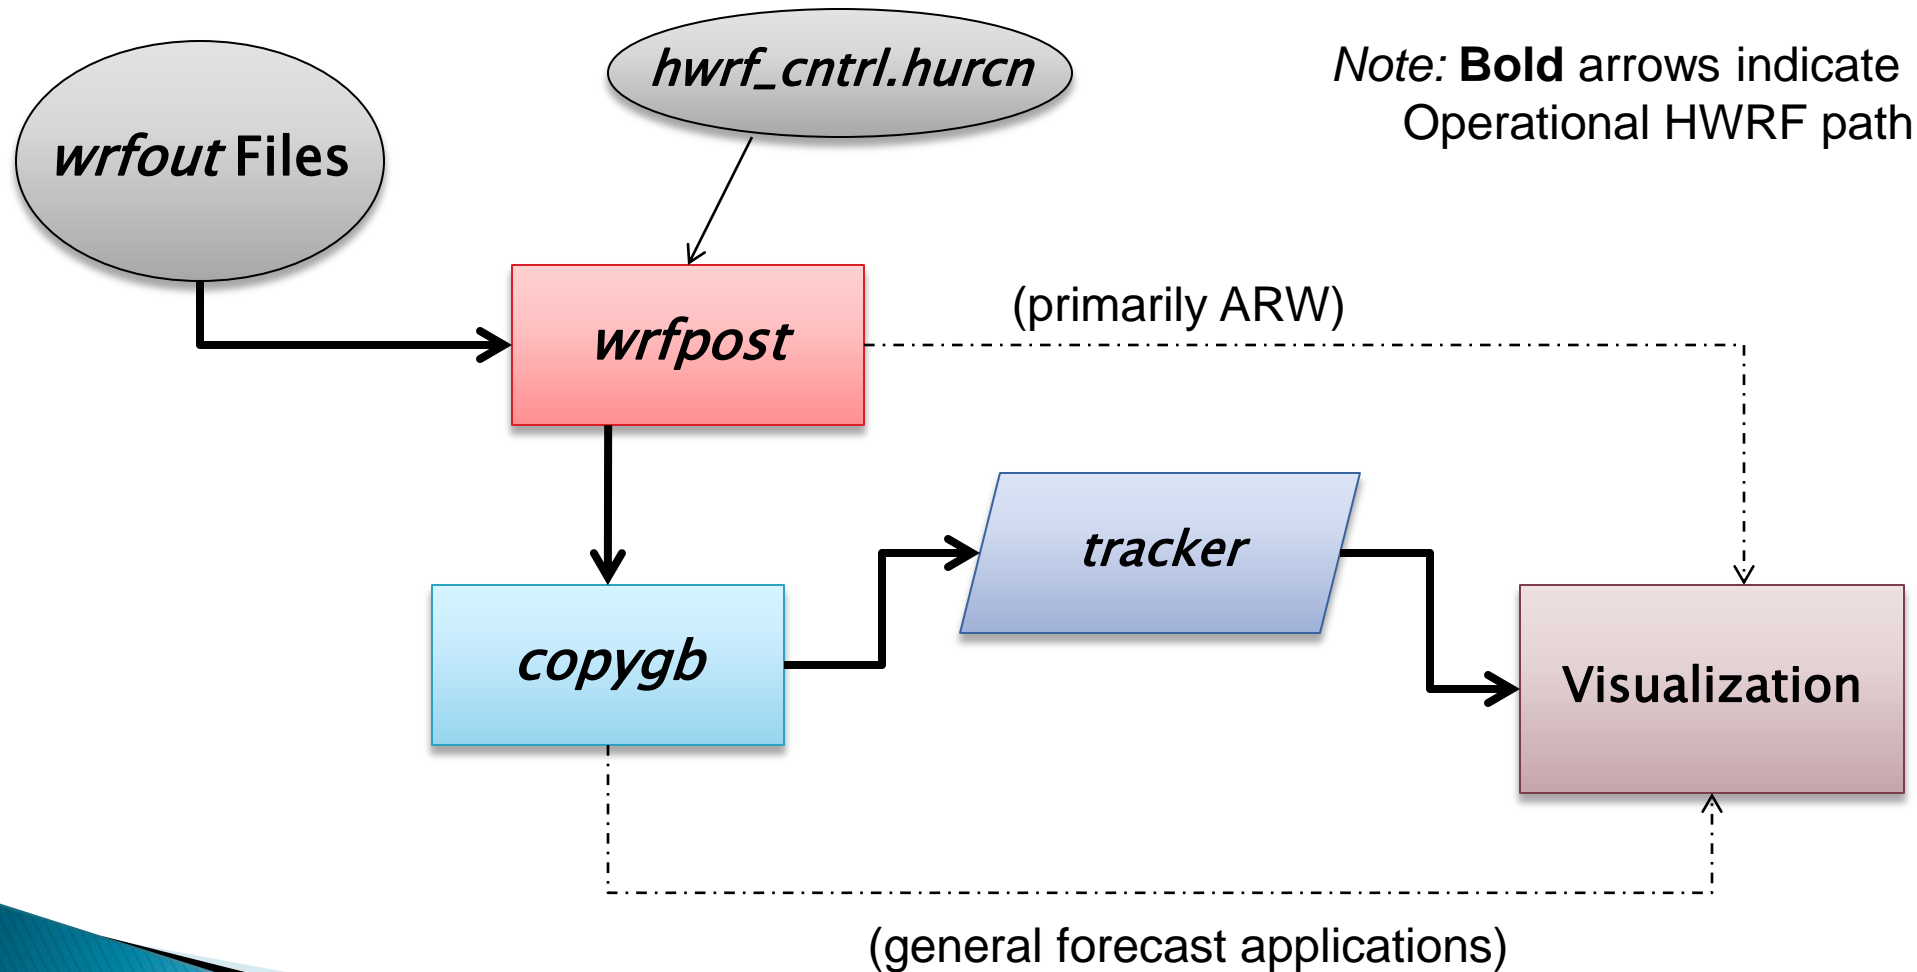 hwrf_cntrl.hurcn
Note: Bold arrows indicate
Operational HWRF path
wrfout Files
(primarily ARW)
wrfpost
tracker
copygb
Visualization
(general forecast applications)